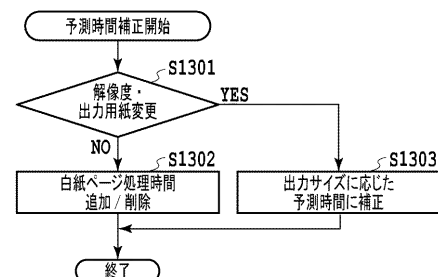 予測時間補正開始
S1301
解像度・
出力用紙変更
YES
NO
S1302
白紙ページ処理時間
追加/削除
S1303
出力サイズに応じた
予測時間に補正
終了